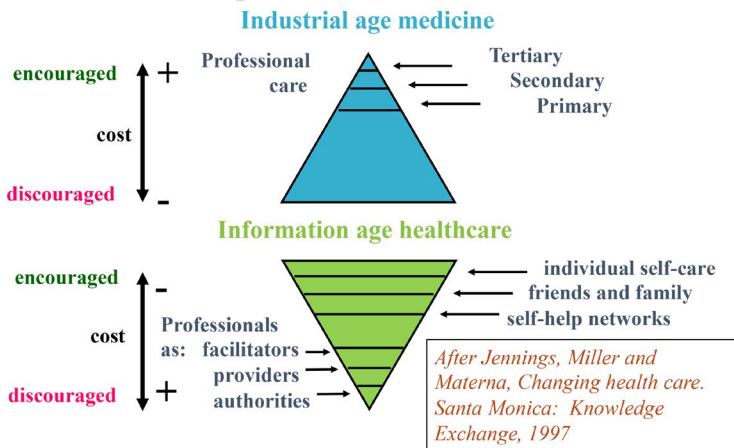 Industrial age medicine
encouraged
+
Professional
care
Tertiary
Secondary
Primary
cost
discouraged
-
Information age healthcare
encouraged
-
individual self-care
friends and family
self-help networks
cost
Professionals
as: facilitators
providers
authorities
discouraged
+
After Jennings, Miller and
Materna, Changing health care.
Santa Monica: Knowledge
Exchange, 1997